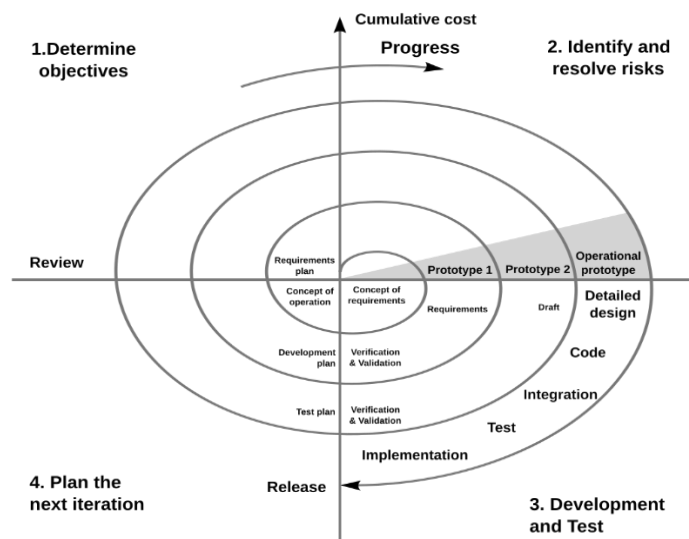 Cumulative cost
1.Determine
objectives
Progress
2. Identify and
resolve risks
Review
Requirements
plan
Prototype 1
Prototype 2
Operational
prototype
Concept of
operation
Concept of
requirements
Requirements
Draft
Detailed
design
Development
plan
Verification
& Validation
Code
Integration
Test plan
Verification
& Validation
Test
Implementation
4. Plan the
next iteration
Release
3. Development
and Test